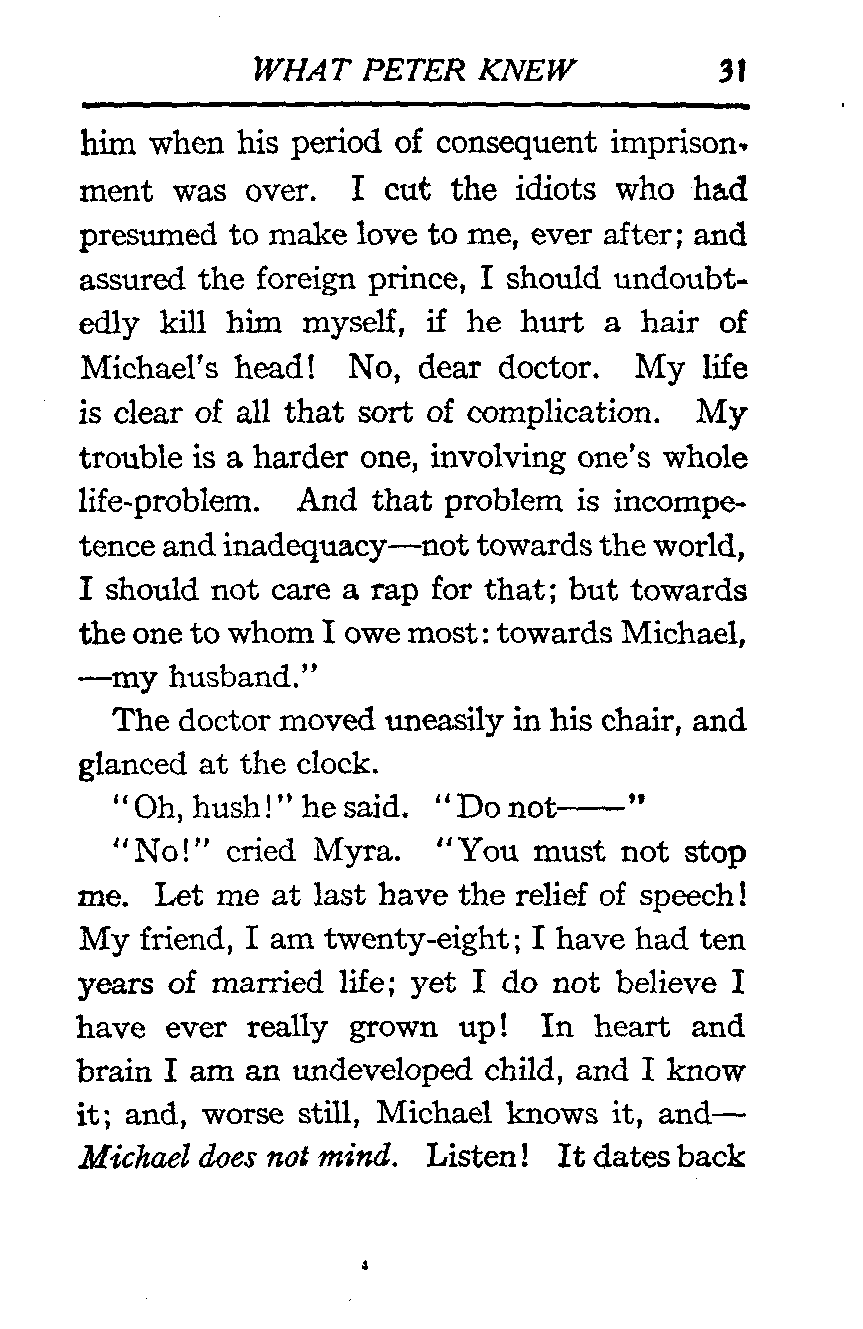 WHAT PETER KNEW 31
him when his period of consequent imprison-
ment was over. I cut the idiots who had
presumed to make love to me, ever after; and
assured the foreign prince, I should undoubt-
edly kill him myself, if he hurt a hair of
Michael's head! No, dear doctor. My life
is clear of all that sort of complication. My
trouble is a harder one, involving one's whole
life-problem. And that problem is incompe-
tence and inadequacy—not towards the world,
I should not care a rap for that; but towards
the one to whom I owe most: towards Michael,
—my husband."
The doctor moved uneasily in his chair, and
glanced at the clock.
"Oh, hush!" he said. "Do not——"
"No!" cried Myra. "You must not stop
me. Let me at last have the relief of speech!
My friend, I am twenty-eight; I have had ten
years of married life; yet I do not believe I
have ever really grown up! In heart and
brain I am an undeveloped child, and I know
it; and, worse still, Michael knows it, and—
Michael does not mind. Listen! It dates back